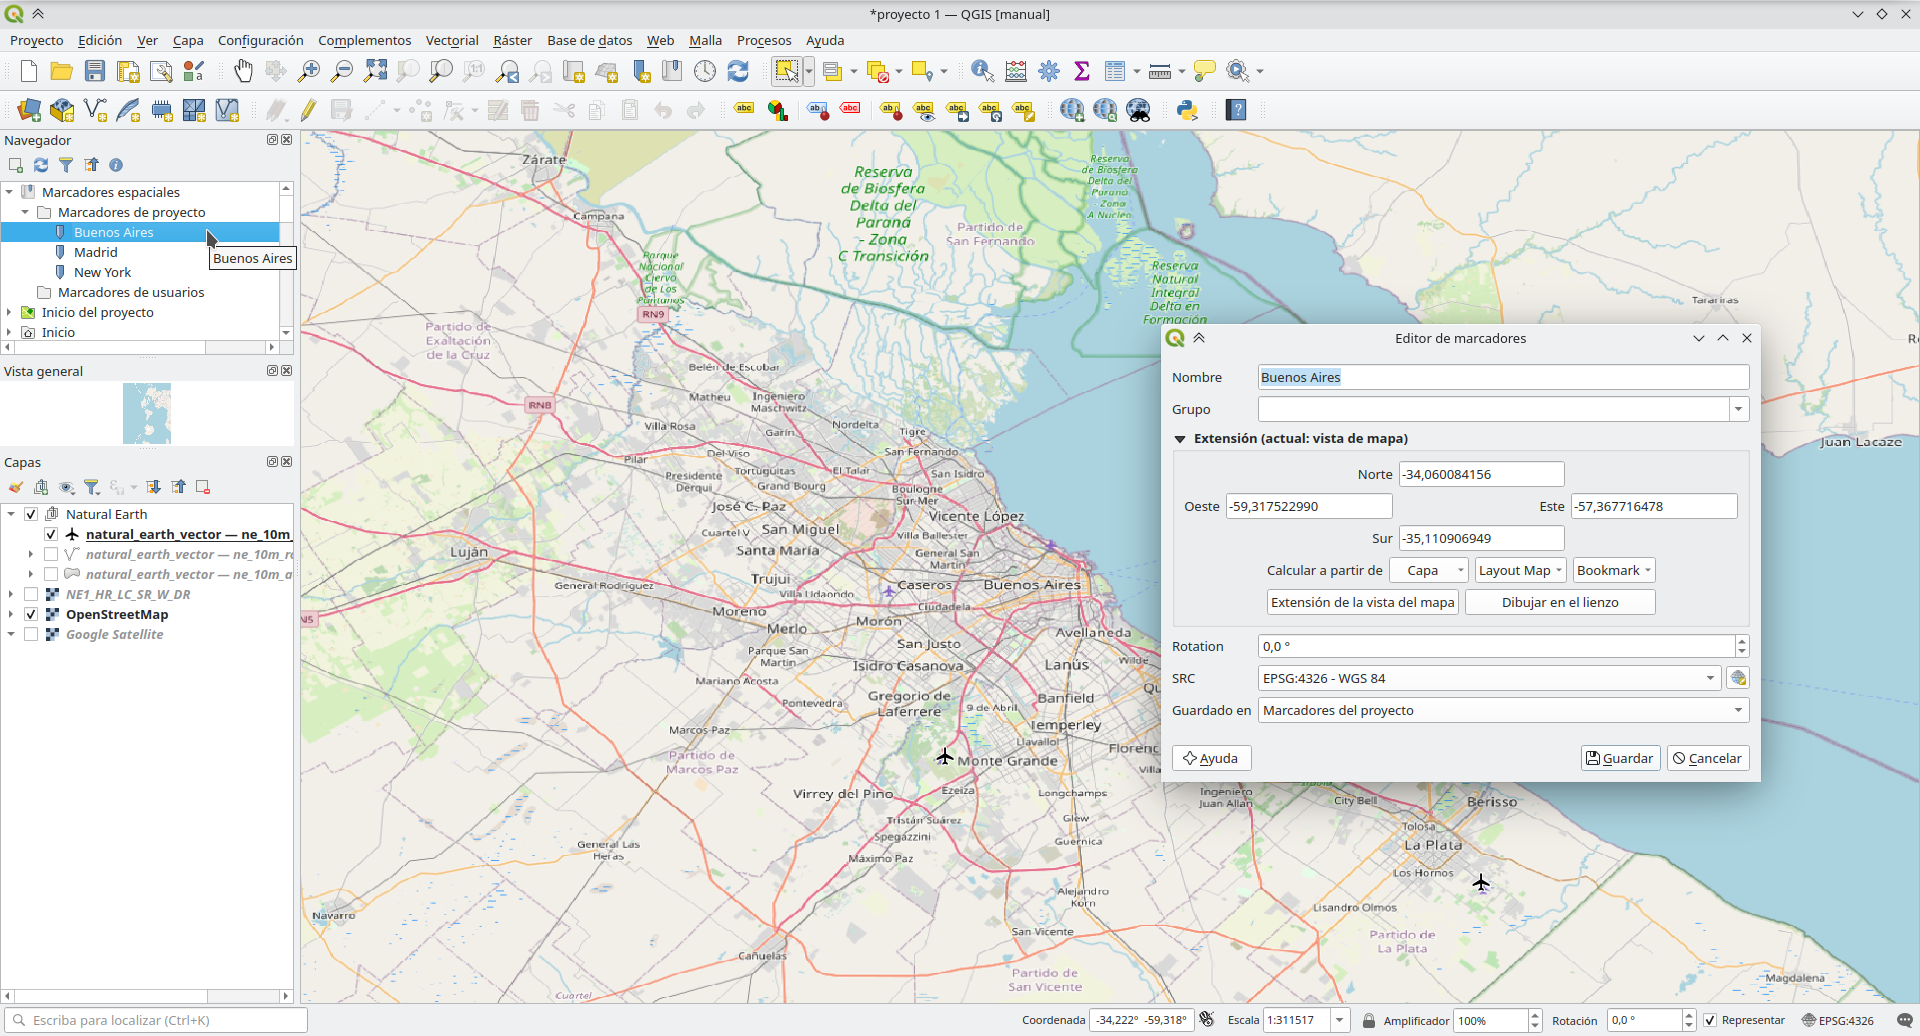 *proyecto 1 — QGIS [manual]
Proyecto Edición Ver Capa Configuración Complementos Vectorial Ráster Base de datos Web Malla Procesos Ayuda
Navegador
Marcadores espaciales
Marcadores de proyecto
Buenos Aires
Madrid
New York
Marcadores de usuarios
Inicio del proyecto
Inicio
Buenos Aires
Vista general
Capas
Natural Earth
natural_earth_vector — ne_10m_
natural_earth_vector — ne_10m_r
natural_earth_vector — ne_10m_a
NE1_HR_LC_SR_W_DR
OpenStreetMap
Google Satellite
Zárate
Campana
Reserva
de Biosfera
Delta del
Paraná
- Zona
C Transición
Reserva
de Biosfera
Delta del
Paraná
Zona
A Nucleo
Partido de
San Fernando
Parque
Nacional
Ciervo
de Los
Pantanos
Reserva
Natural
Integral
Delta en
Formación
Tarariras
RN9
Partido de
Exaltación
de la Cruz
Belén de Escobar
RN8
Matheu
Ingeniero
Maschwitz
Villa Rosa
Garín
Nordelta
Tigre
San Fernando
Juan Lacaze
Pilar
Del Viso
Tortuguitas
El Talar
San Isidro
Presidente
Derqui
Grand Bourg
Boulogne
Sur Mer
José C. Paz
Vicente López
San Miguel
Cuartel V
Villa Ballester
Luján
Santa María
General San
Martín
General Rodríguez
Trujui
Caseros
Buenos Aires
Villa Udaondo
Ciudadela
N5
Moreno
Merlo
Morón
Avellaneda
Parque San
Martin
San Justo
Isidro Casanova
Lanús
Wilde
Mariano Acosta
Gregorio de
Laferrere
Banfield
Qu
Pontevedra
9 de Abril
Temperley
Marcos Paz
Llavallol
Florenc
Partido de
Marcos Paz
Monte Grande
Virrey del Pino
Ezeiza
Longchamps
Ingeniero
Juan Allan
City Bell
Berisso
Tristán Suárez
Glew
Tolosa
Spegazzini
Guernica
La Plata
General Las
Heras
Máximo Paz
Los Hornos
Alejandro
Korn
Navarro
Lisandro Olmos
San Vicente
Partido de
La Plata
Cañuelas
Partido de
San Vicente
Magdalena
Cuartel
Editor de marcadores
Nombre Buenos Aires
Grupo
Extensión (actual: vista de mapa)
Norte -34,060084156
Oeste -59,317522990 Este -57,367716478
Sur -35,110906949
Calcular a partir de Capa Layout Map Bookmark
Extensión de la vista del mapa Dibujar en el lienzo
Rotation 0,0 °
SRC EPSG:4326 - WGS 84
Guardado en Marcadores del proyecto
Ayuda Guardar Cancelar
Escriba para localizar (Ctrl+K) Coordenada -34,222° -59,318° Escala 1:311517 Amplificador 100% Rotación 0,0 ° Representar EPSG:4326